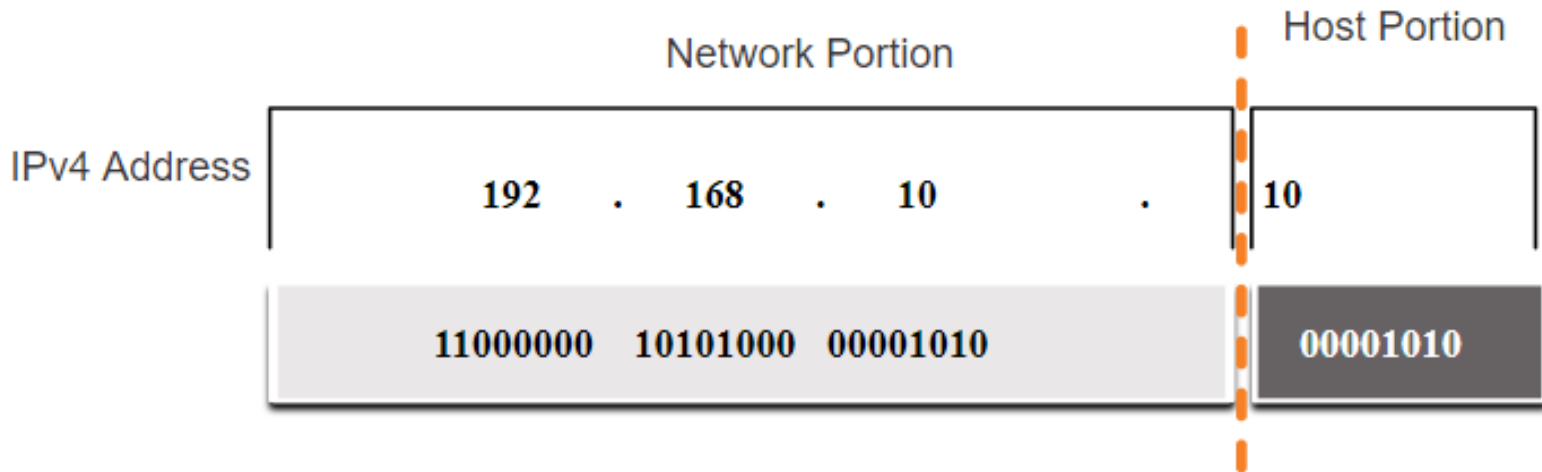 Host Portion
Network Portion
IPv4 Address
192 . 168 . 10 . 10
11000000 10101000 00001010 00001010